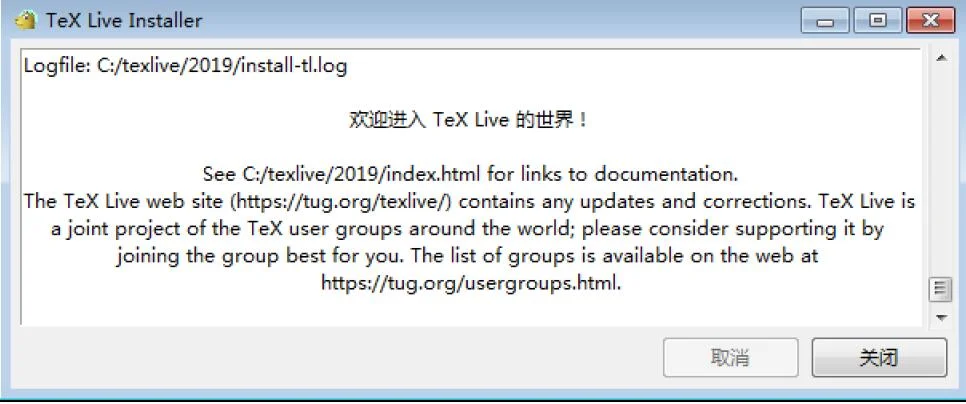 TeX Live Installer
Logfile: C:/texlive/2019/install-tl.log
欢迎进入 TeX Live 的世界！
See C:/texlive/2019/index.html for links to documentation.
The TeX Live web site (https://tug.org/texlive/) contains any updates and corrections. TeX Live is
a joint project of the TeX user groups around the world; please consider supporting it by
joining the group best for you. The list of groups is available on the web at
https://tug.org/usergroups.html.
取消 关闭